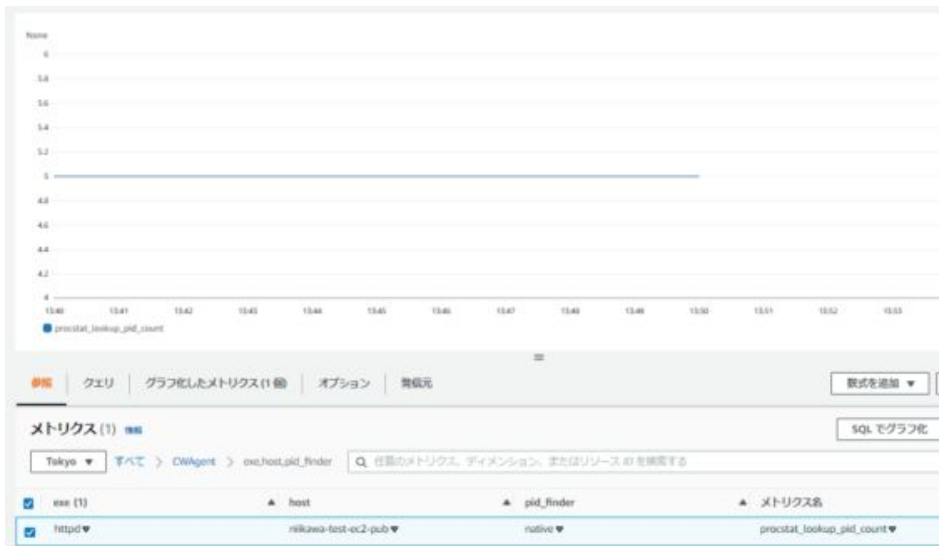 None
6
5.8
5.6
5.4
5.2
5
4.8
4.6
4.4
4.2
4
13:40 13:41 13:42 13:43 13:44 13:45 13:46 13:47 13:48 13:49 13:50 13:51 13:52 13:53
procstat_lookup_pid_count
参照 クエリ グラフ化したメトリクス (1 個) オプション 発信元 数式を追加 ▼
メトリクス (1) 情報 SQL でグラフ化
Tokyo ▼ すべて > CWAgent > exe,host,pid_finder 任意のメトリクス、ディメンション、またはリソース ID を検索する
exe (1) ▲ host ▲ pid_finder ▲ メトリクス名
httpd ▼ niikawa-test-ec2-pub ▼ native ▼ procstat_lookup_pid_count ▼